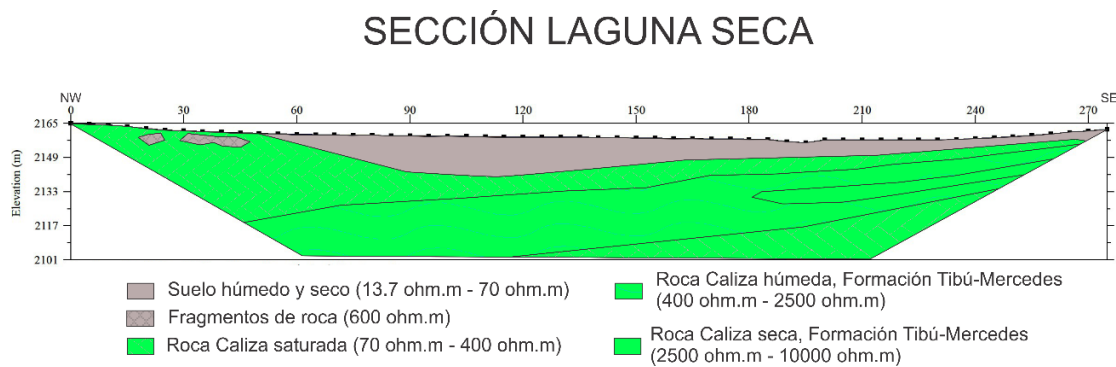 SECCIÓN LAGUNA SECA
NW
SE
0 30 60 90 120 150 180 210 240 270
2165
2149
2133
2117
2101
Elevation (m)
Suelo húmedo y seco (13.7 ohm.m - 70 ohm.m)
Fragmentos de roca (600 ohm.m)
Roca Caliza saturada (70 ohm.m - 400 ohm.m)
Roca Caliza húmeda, Formación Tibú-Mercedes
(400 ohm.m - 2500 ohm.m)
Roca Caliza seca, Formación Tibú-Mercedes
(2500 ohm.m - 10000 ohm.m)